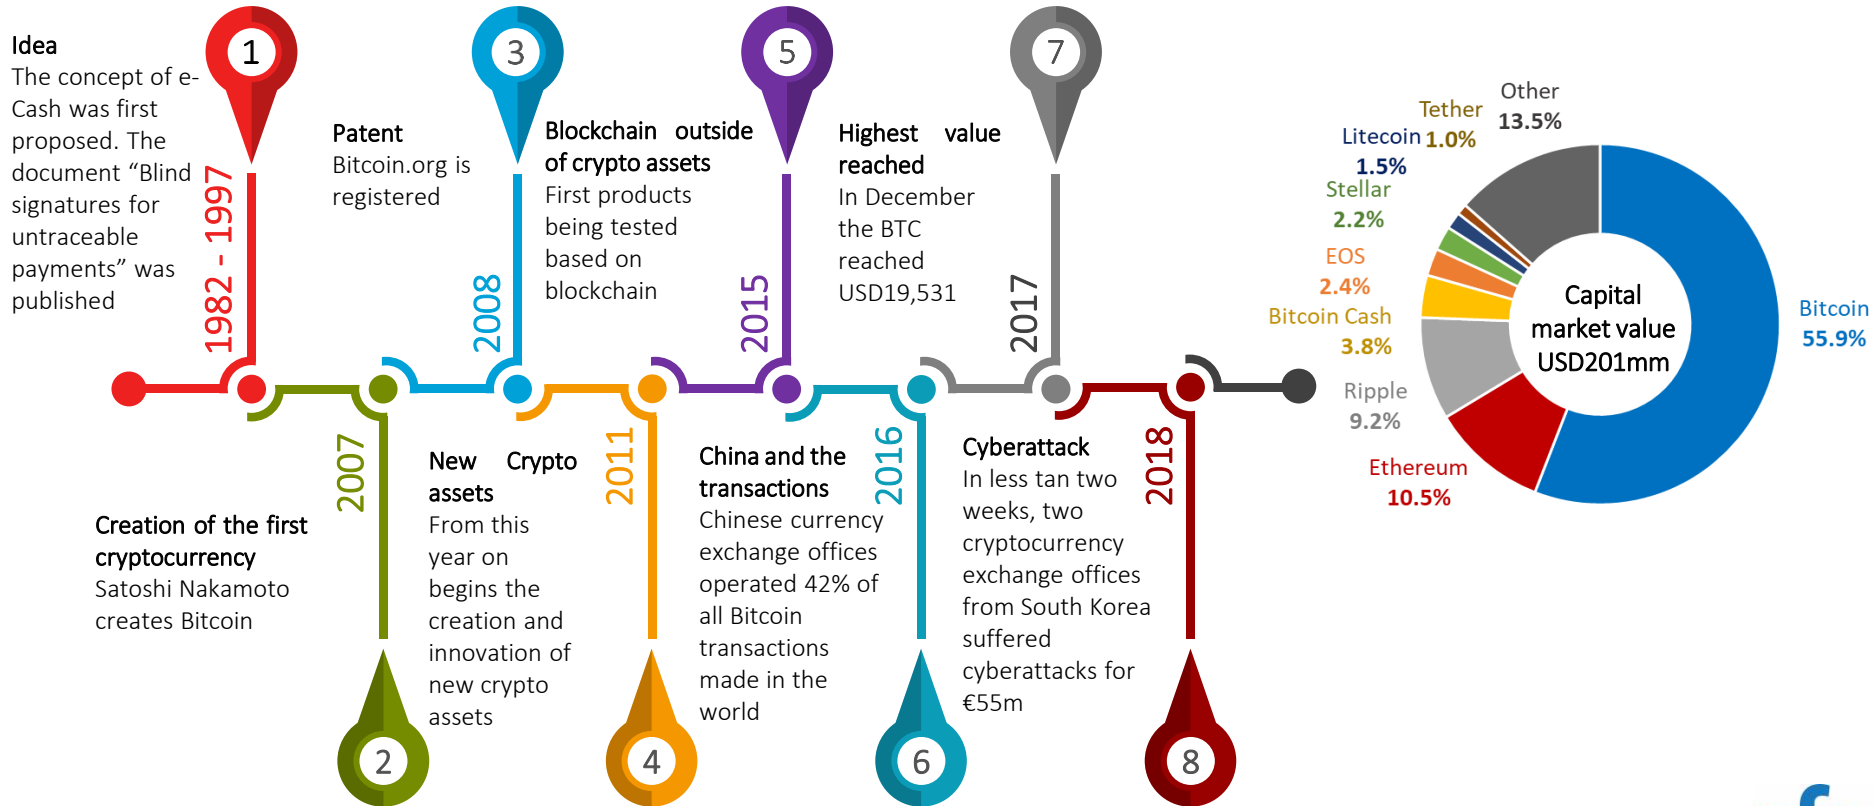 Idea
The concept of e-
Cash was first
proposed. The
document “Blind
signatures for
untraceable
payments” was
published
1
1982 - 1997
Creation of the first
cryptocurrency
Satoshi Nakamoto
creates Bitcoin
2007
2
Patent
Bitcoin.org is
registered
3
2008
New Crypto
assets
From this
year on
begins the
creation and
innovation of
new crypto
assets
2011
4
Blockchain outside
of crypto assets
First products
being tested
based on
blockchain
5
2015
China and the
transactions
Chinese currency
exchange offices
operated 42% of
all Bitcoin
transactions
made in the
world
2016
6
Highest value
reached
In December
the BTC
reached
USD19,531
7
2017
Cyberattack
In less tan two
weeks, two
cryptocurrency
exchange offices
from South Korea
suffered
cyberattacks for
€55m
2018
8
Other
13.5%
Tether
1.0%
Litecoin
1.5%
Stellar
2.2%
EOS
2.4%
Bitcoin Cash
3.8%
Ripple
9.2%
Ethereum
10.5%
Bitcoin
55.9%
Capital
market value
USD201mm